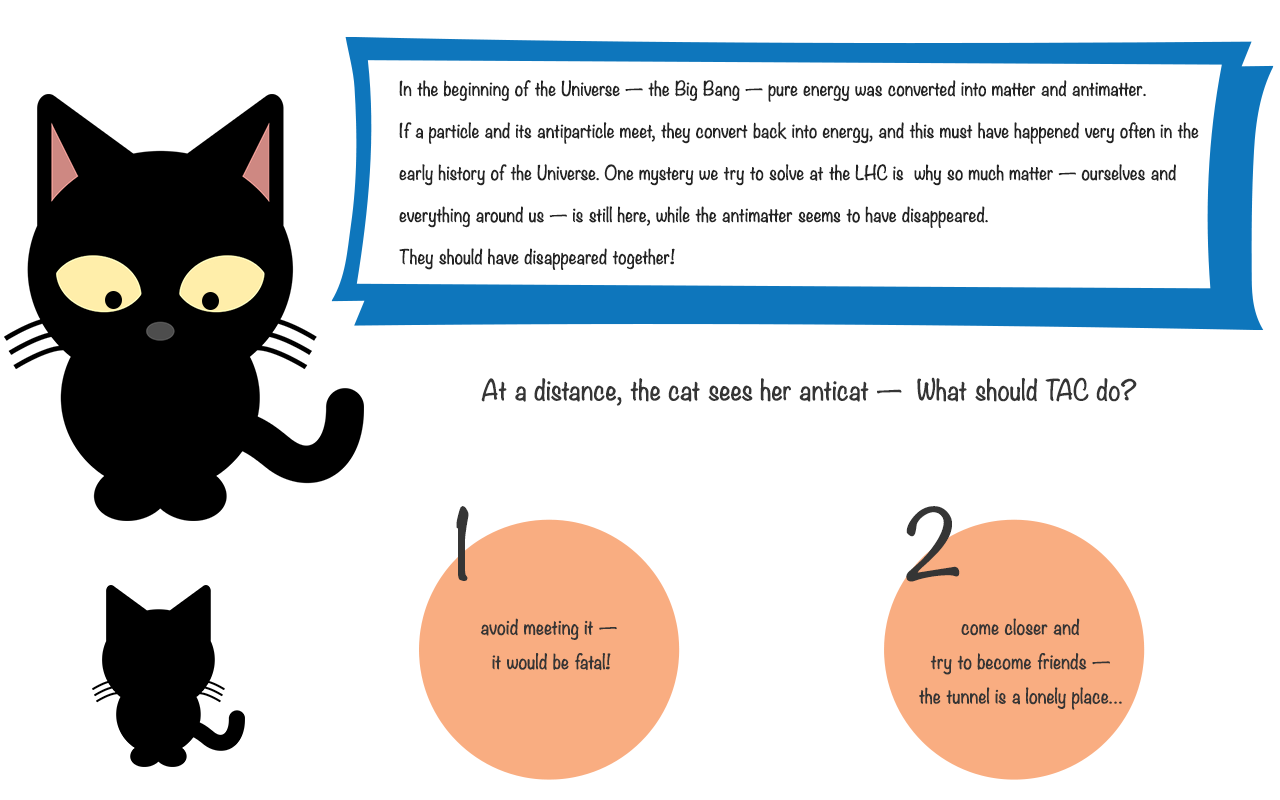 In the beginning of the Universe — the Big Bang — pure energy was converted into matter and antimatter.
If a particle and its antiparticle meet, they convert back into energy, and this must have happened very often in the
early history of the Universe. One mystery we try to solve at the LHC is why so much matter — ourselves and
everything around us — is still here, while the antimatter seems to have disappeared.
They should have disappeared together!
At a distance, the cat sees her anticat — What should TAC do?
1
avoid meeting it —
it would be fatal!
2
come closer and
try to become friends —
the tunnel is a lonely place...